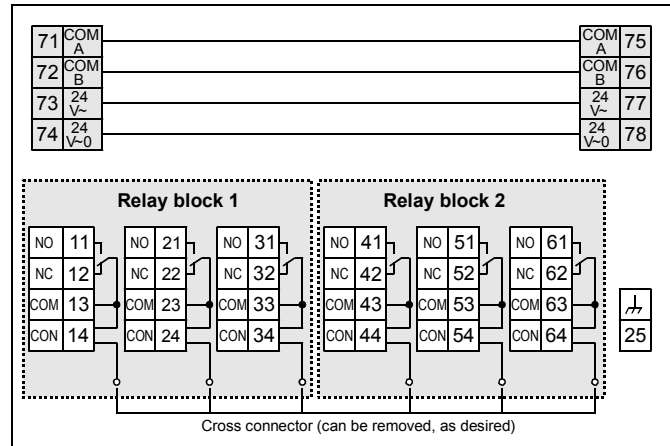 71 COM A COM A 75
72 COM B COM B 76
73 24 V~ 24 V~ 77
74 24 V~0 24 V~0 78
Relay block 1 Relay block 2
NO 11 NO 21 NO 31 NO 41 NO 51 NO 61
NC 12 NC 22 NC 32 NC 42 NC 52 NC 62
COM 13 COM 23 COM 33 COM 43 COM 53 COM 63
CON 14 CON 24 CON 34 CON 44 CON 54 CON 64
25
Cross connector (can be removed, as desired)